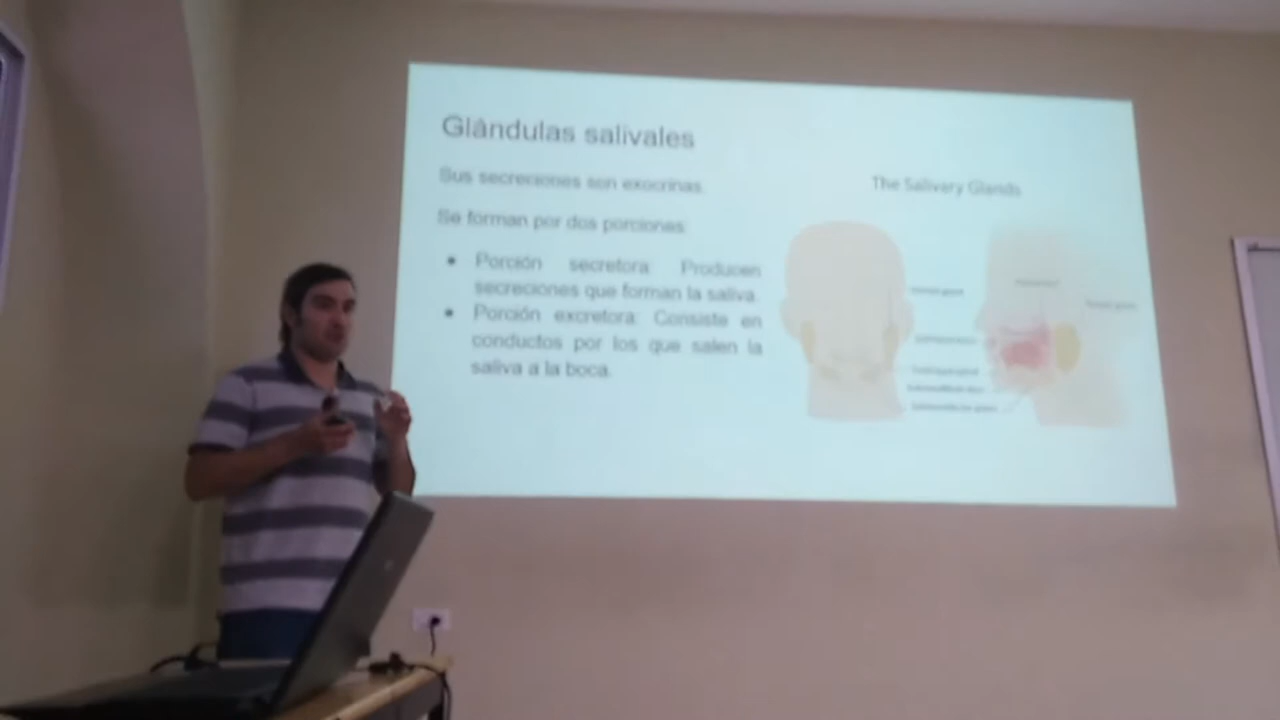 Glándulas salivales
Sus secreciones son exocrinas.
Se forman por dos porciones:
Porción secretora: Producen
secreciones que forman la saliva.
Porción excretora: Consiste en
conductos por los que salen la
saliva a la boca.
The Salivary Glands